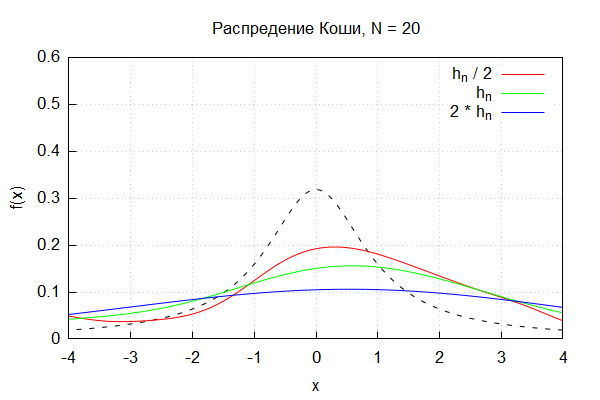 Распредение Коши, N = 20
0.6
0.5
0.4
0.3
0.2
0.1
0
f(x)
hn / 2
hn
2 * hn
-4 -3 -2 -1 0 1 2 3 4
x